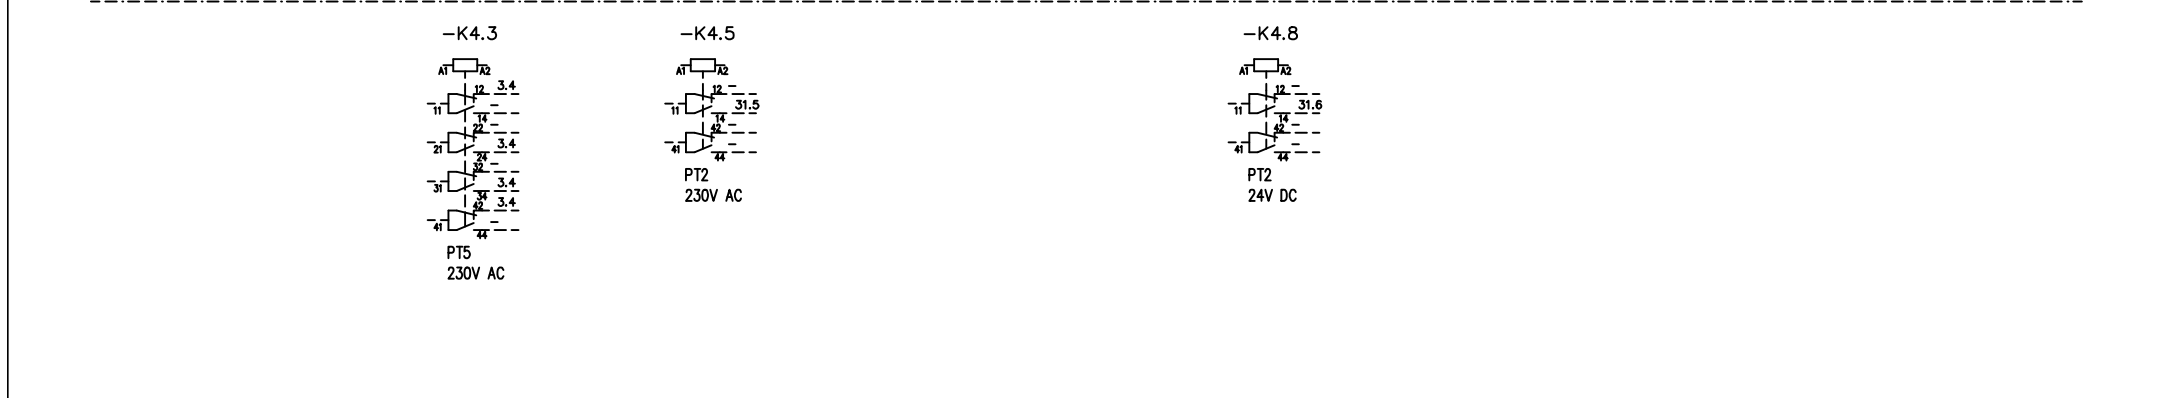 -K4.3
-K4.5
-K4.8
A1 A2
A1 A2
A1 A2
12 3.4
11 -
14
22 -
21 3.4
24
32 -
31 3.4
34
42 3.4
41 -
44
PT5
230V AC
12 -
11 31.5
14
42 -
41 -
44
PT2
230V AC
12 -
11 31.6
14
42 -
41 -
44
PT2
24V DC